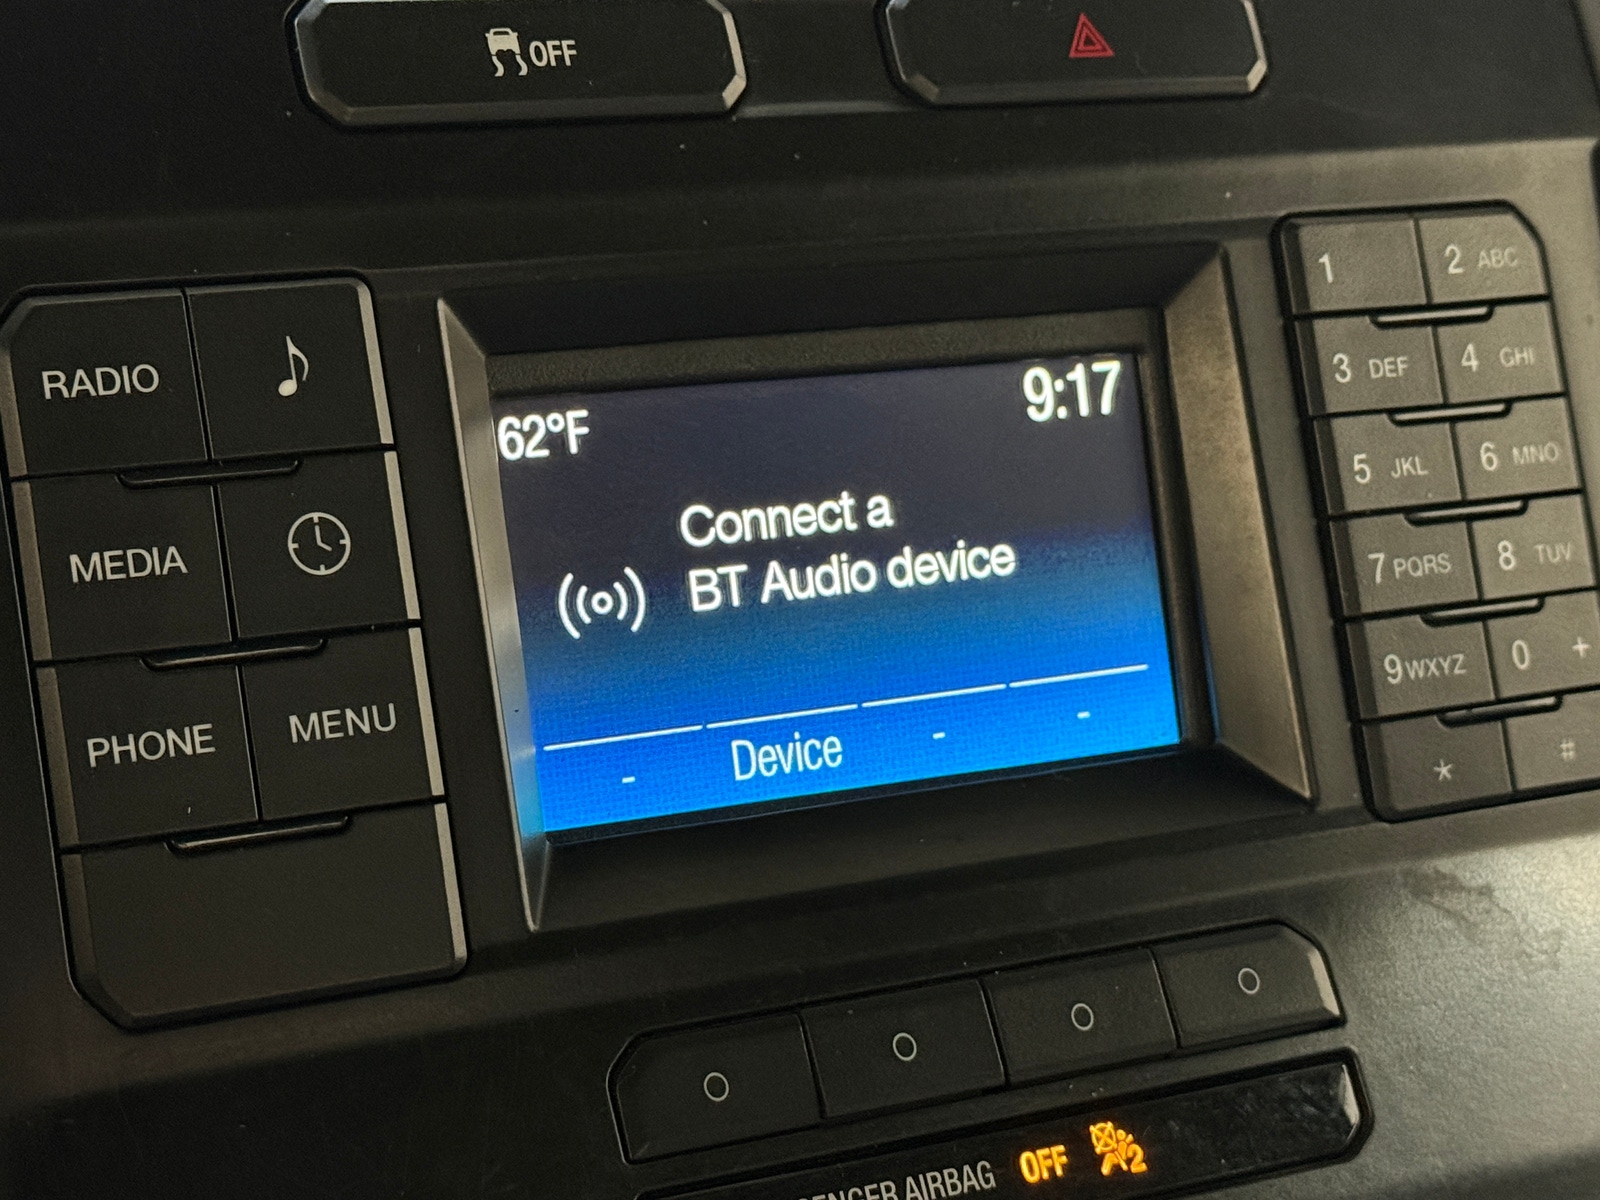 OFF
RADIO
MEDIA
PHONE
MENU
62°F
9:17
Connect a
BT Audio device
- Device - -
1
2 ABC
3 DEF
4 GHI
5 JKL
6 MNO
7 PQRS
8 TUV
9 WXYZ
0 +
*
#
AIRBAG OFF 2